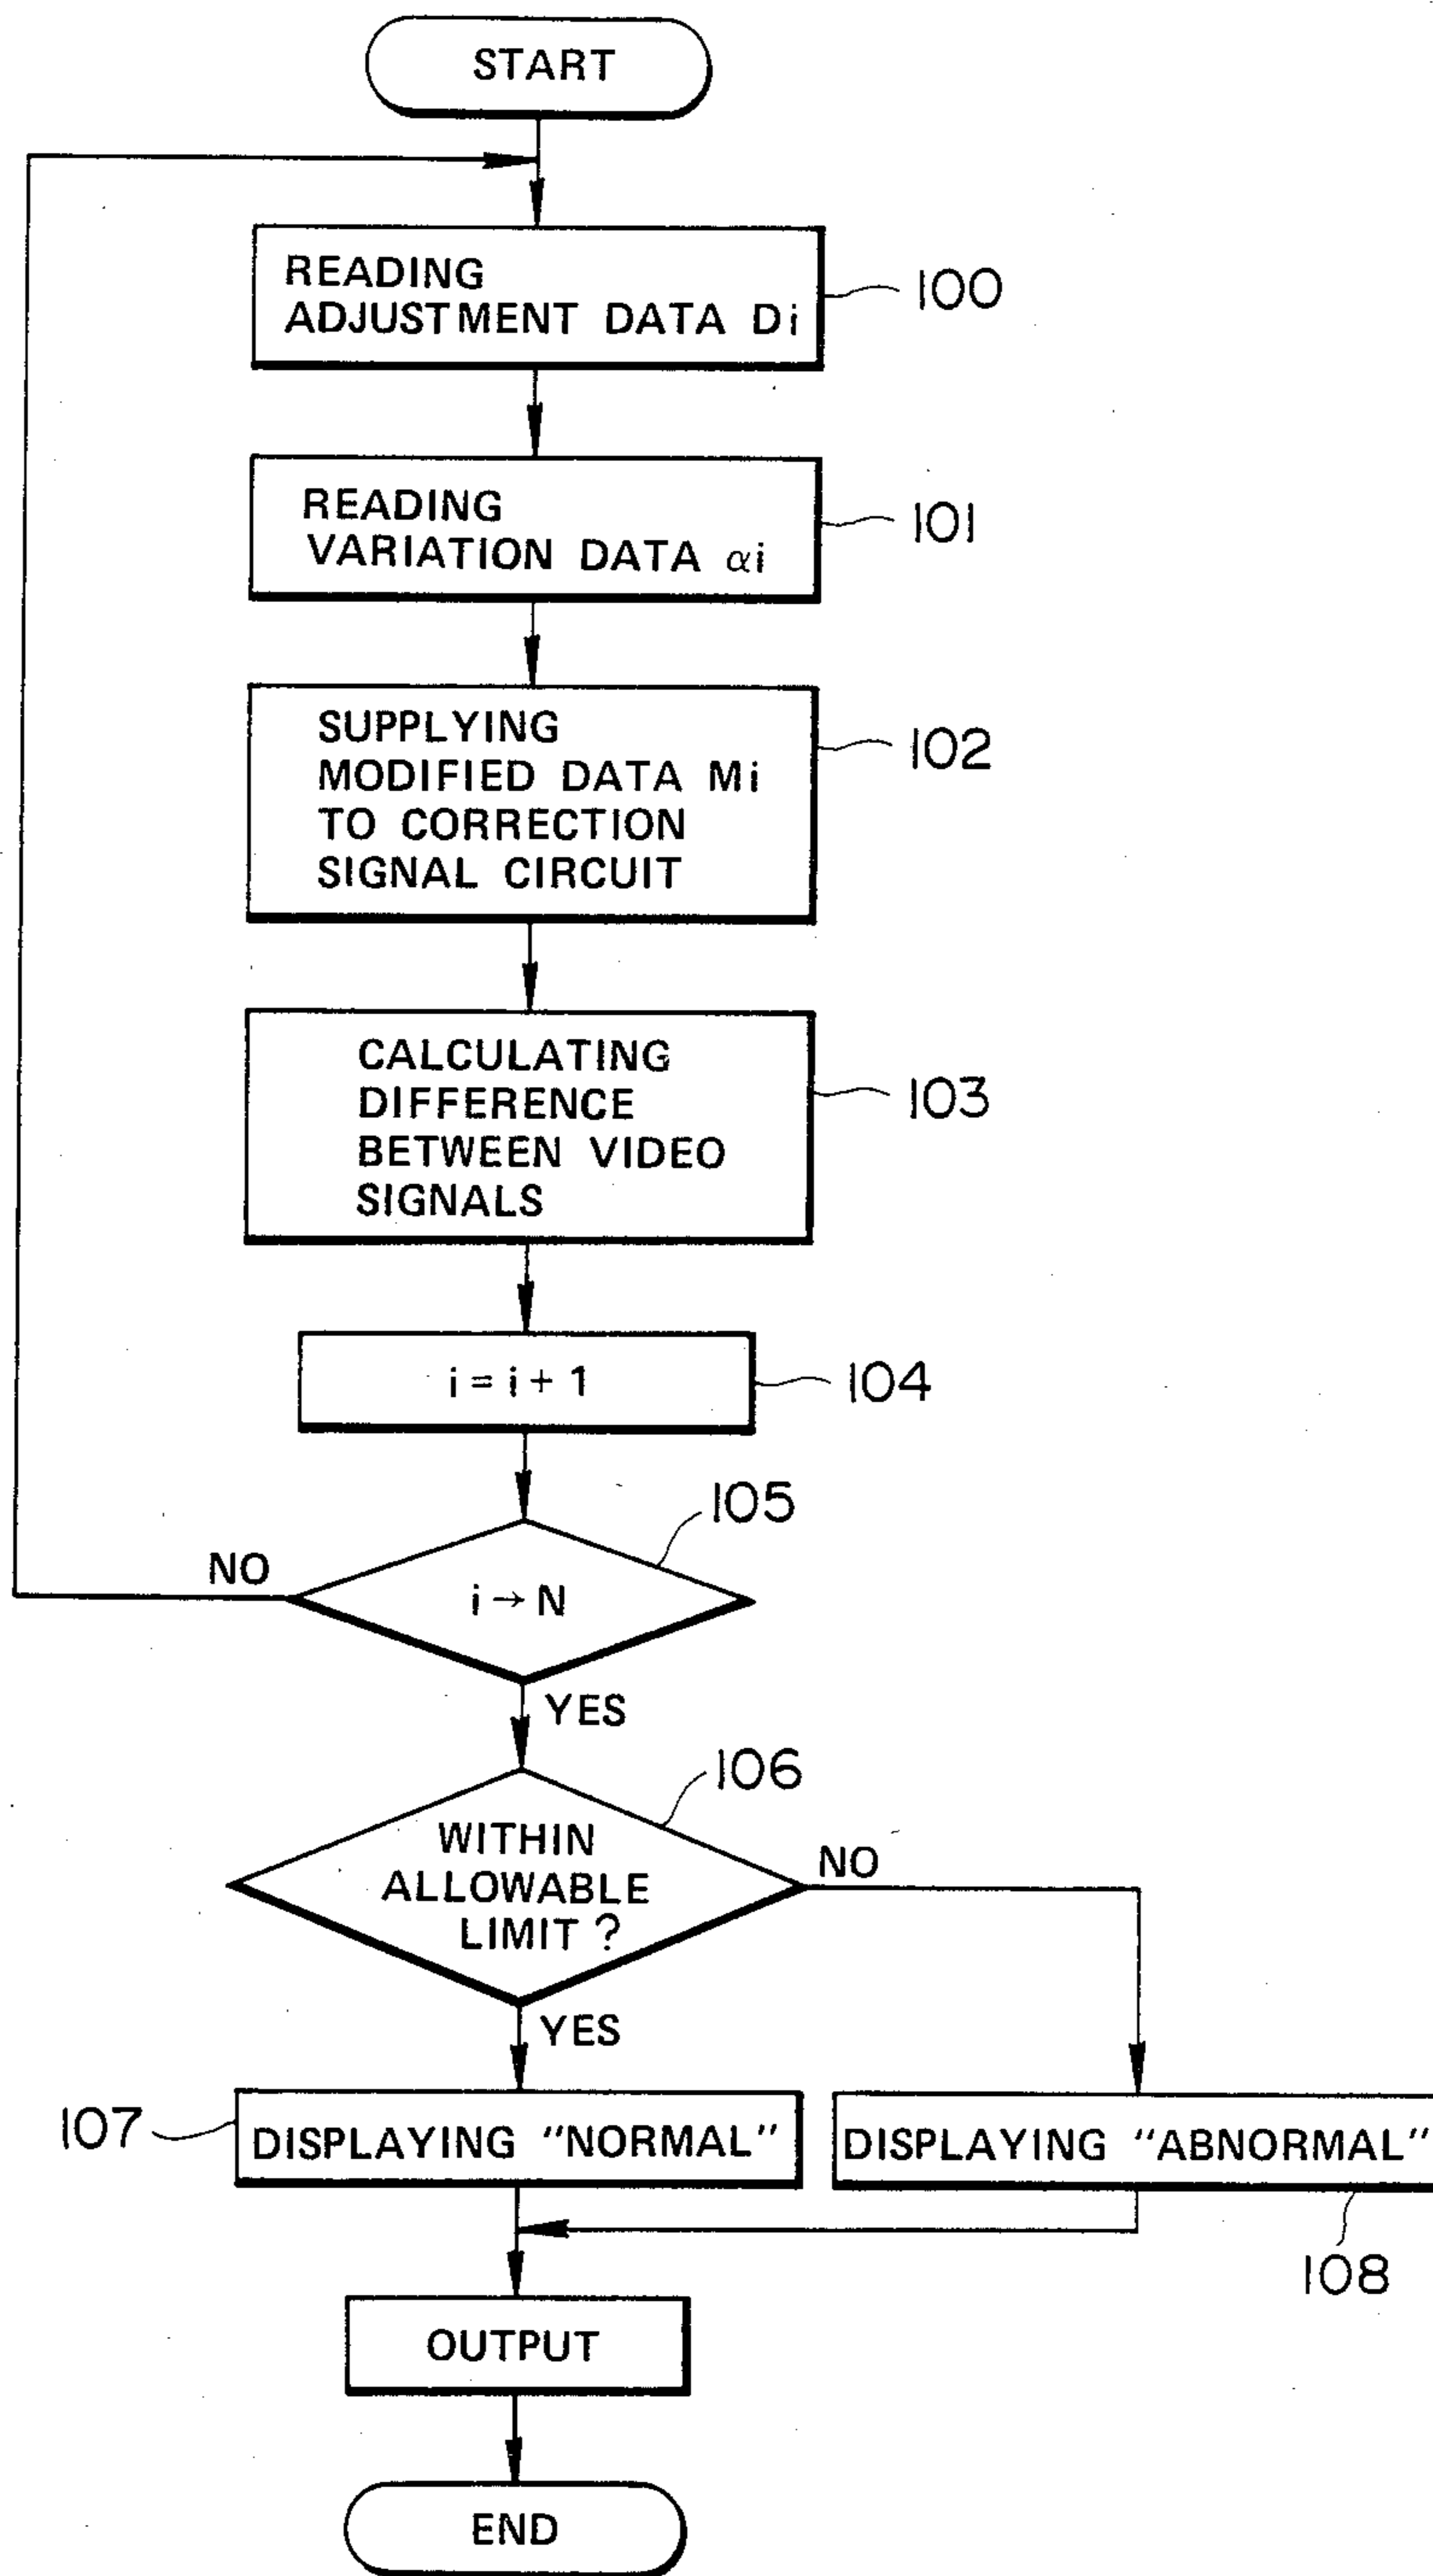 START
READING
ADJUSTMENT DATA Di
100
READING
VARIATION DATA αi
101
SUPPLYING
MODIFIED DATA Mi
TO CORRECTION
SIGNAL CIRCUIT
102
CALCULATING
DIFFERENCE
BETWEEN VIDEO
SIGNALS
103
i = i + 1
104
105
NO
i → N
YES
106
WITHIN
ALLOWABLE
LIMIT ?
NO
YES
107
DISPLAYING "NORMAL"
DISPLAYING "ABNORMAL"
108
OUTPUT
END